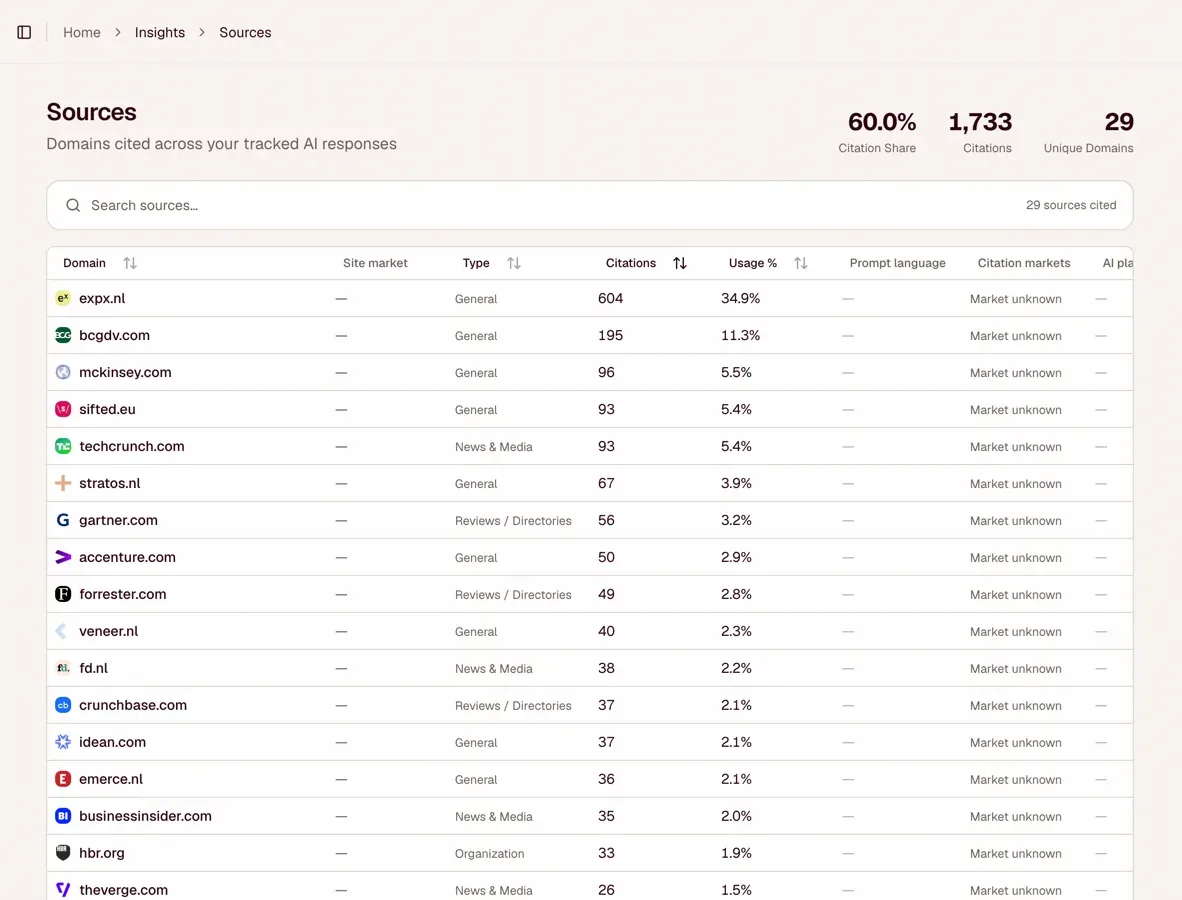 Home > Insights > Sources
Sources
Domains cited across your tracked AI responses
60.0% 1,733 29
Citation Share Citations Unique Domains
Search sources...
29 sources cited
Domain Site market Type Citations Usage % Prompt language Citation markets AI pla
expx.nl — General 604 34.9% — Market unknown —
bcgdv.com — General 195 11.3% — Market unknown —
mckinsey.com — General 96 5.5% — Market unknown —
sifted.eu — General 93 5.4% — Market unknown —
techcrunch.com — News & Media 93 5.4% — Market unknown —
stratos.nl — General 67 3.9% — Market unknown —
gartner.com — Reviews / Directories 56 3.2% — Market unknown —
accenture.com — General 50 2.9% — Market unknown —
forrester.com — Reviews / Directories 49 2.8% — Market unknown —
veneer.nl — General 40 2.3% — Market unknown —
fd.nl — News & Media 38 2.2% — Market unknown —
crunchbase.com — Reviews / Directories 37 2.1% — Market unknown —
idean.com — General 37 2.1% — Market unknown —
emerce.nl — General 36 2.1% — Market unknown —
businessinsider.com — News & Media 35 2.0% — Market unknown —
hbr.org — Organization 33 1.9% — Market unknown —
theverge.com — News & Media 26 1.5% — Market unknown —